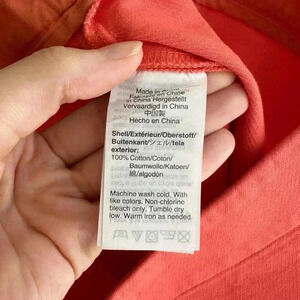 Made in China
Fabriqué en Chine
In China Hergestellt
Vervaardigd in China
中国製
Hecho en China
Shell/Extérieur/Oberstoff/
Buitenkant/シェル/tela
exterior:
100% Cotton/Coton/
Baumwolle/Katoen/
綿/algodón
Machine wash cold. With
like colors. Non-chlorine
bleach only. Tumble dry
low. Warm iron as needed.